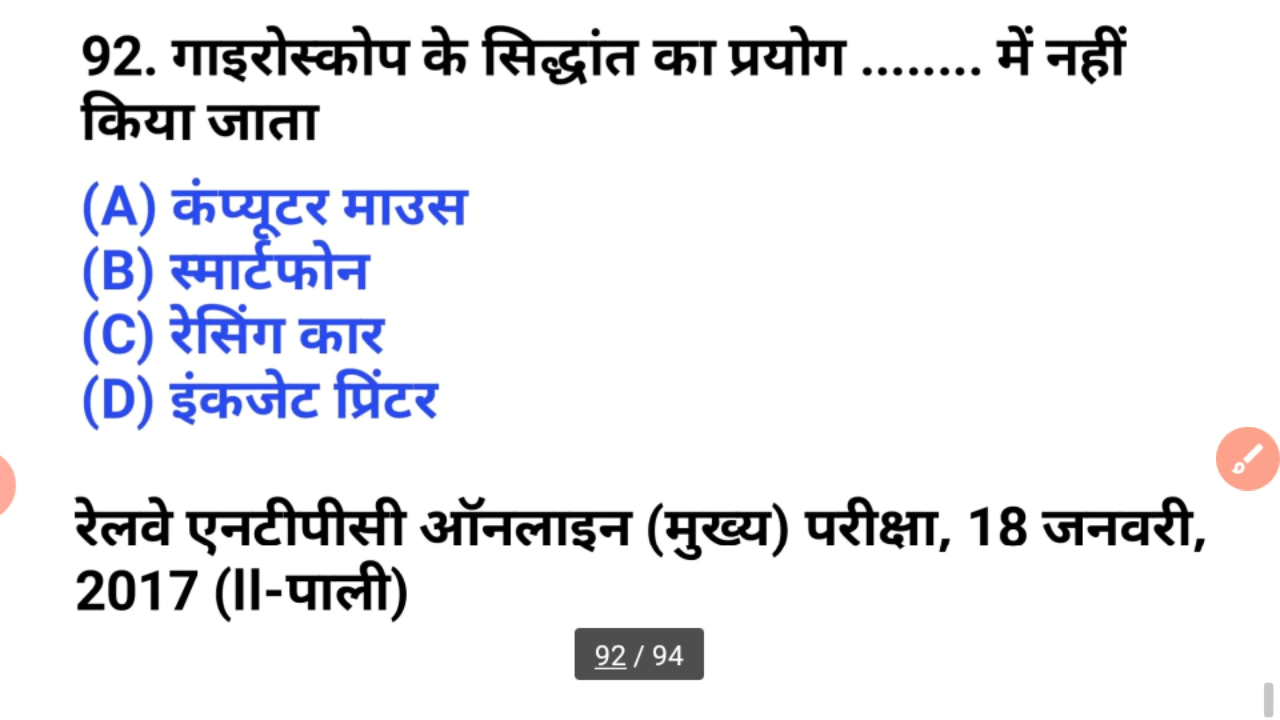 92. गाइरोस्कोप के सिद्धांत का प्रयोग ........ में नहीं
किया जाता
(A) कंप्यूटर माउस
(B) स्मार्टफोन
(C) रेसिंग कार
(D) इंकजेट प्रिंटर
रेलवे एनटीपीसी ऑनलाइन (मुख्य) परीक्षा, 18 जनवरी,
2017 (II-पाली)
92 / 94